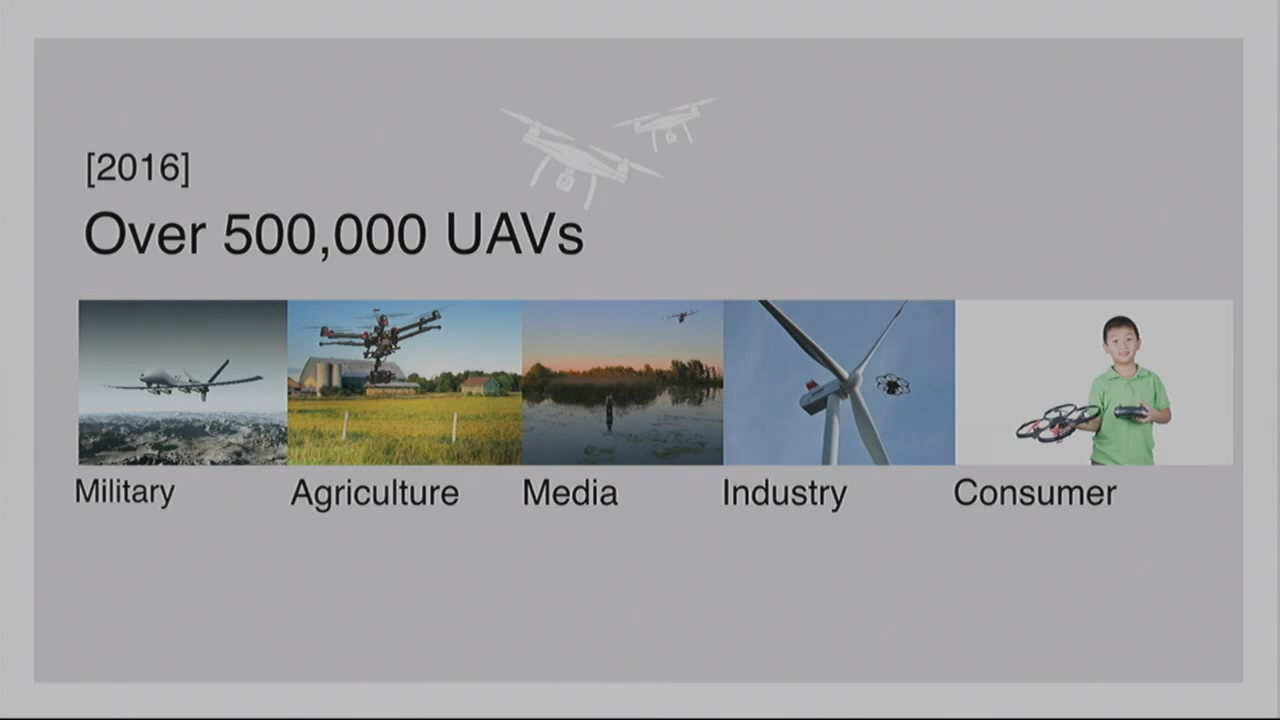 [2016]
Over 500,000 UAVs
Military
Agriculture
Media
Industry
Consumer